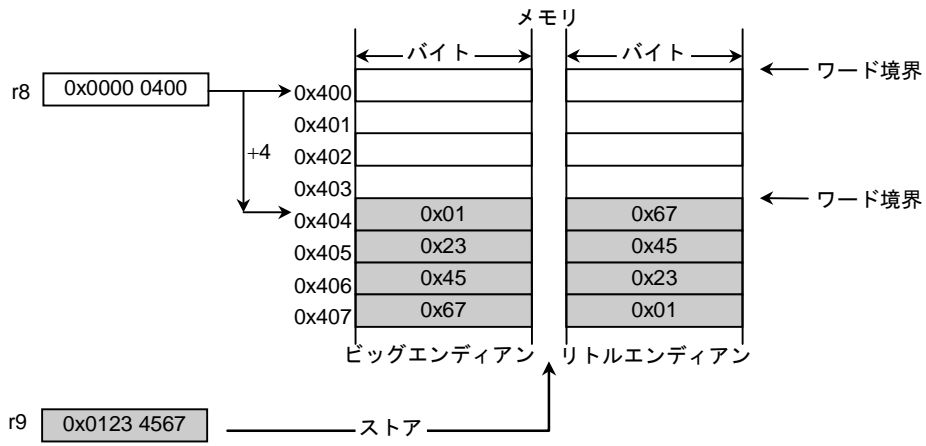 メモリ
バイト
バイト
ワード境界
r8
0x0000 0400
0x400
0x401
+4
0x402
0x403
ワード境界
0x404
0x01
0x67
0x405
0x23
0x45
0x406
0x45
0x23
0x407
0x67
0x01
ビッグエンディアン
リトルエンディアン
r9
0x0123 4567
ストア